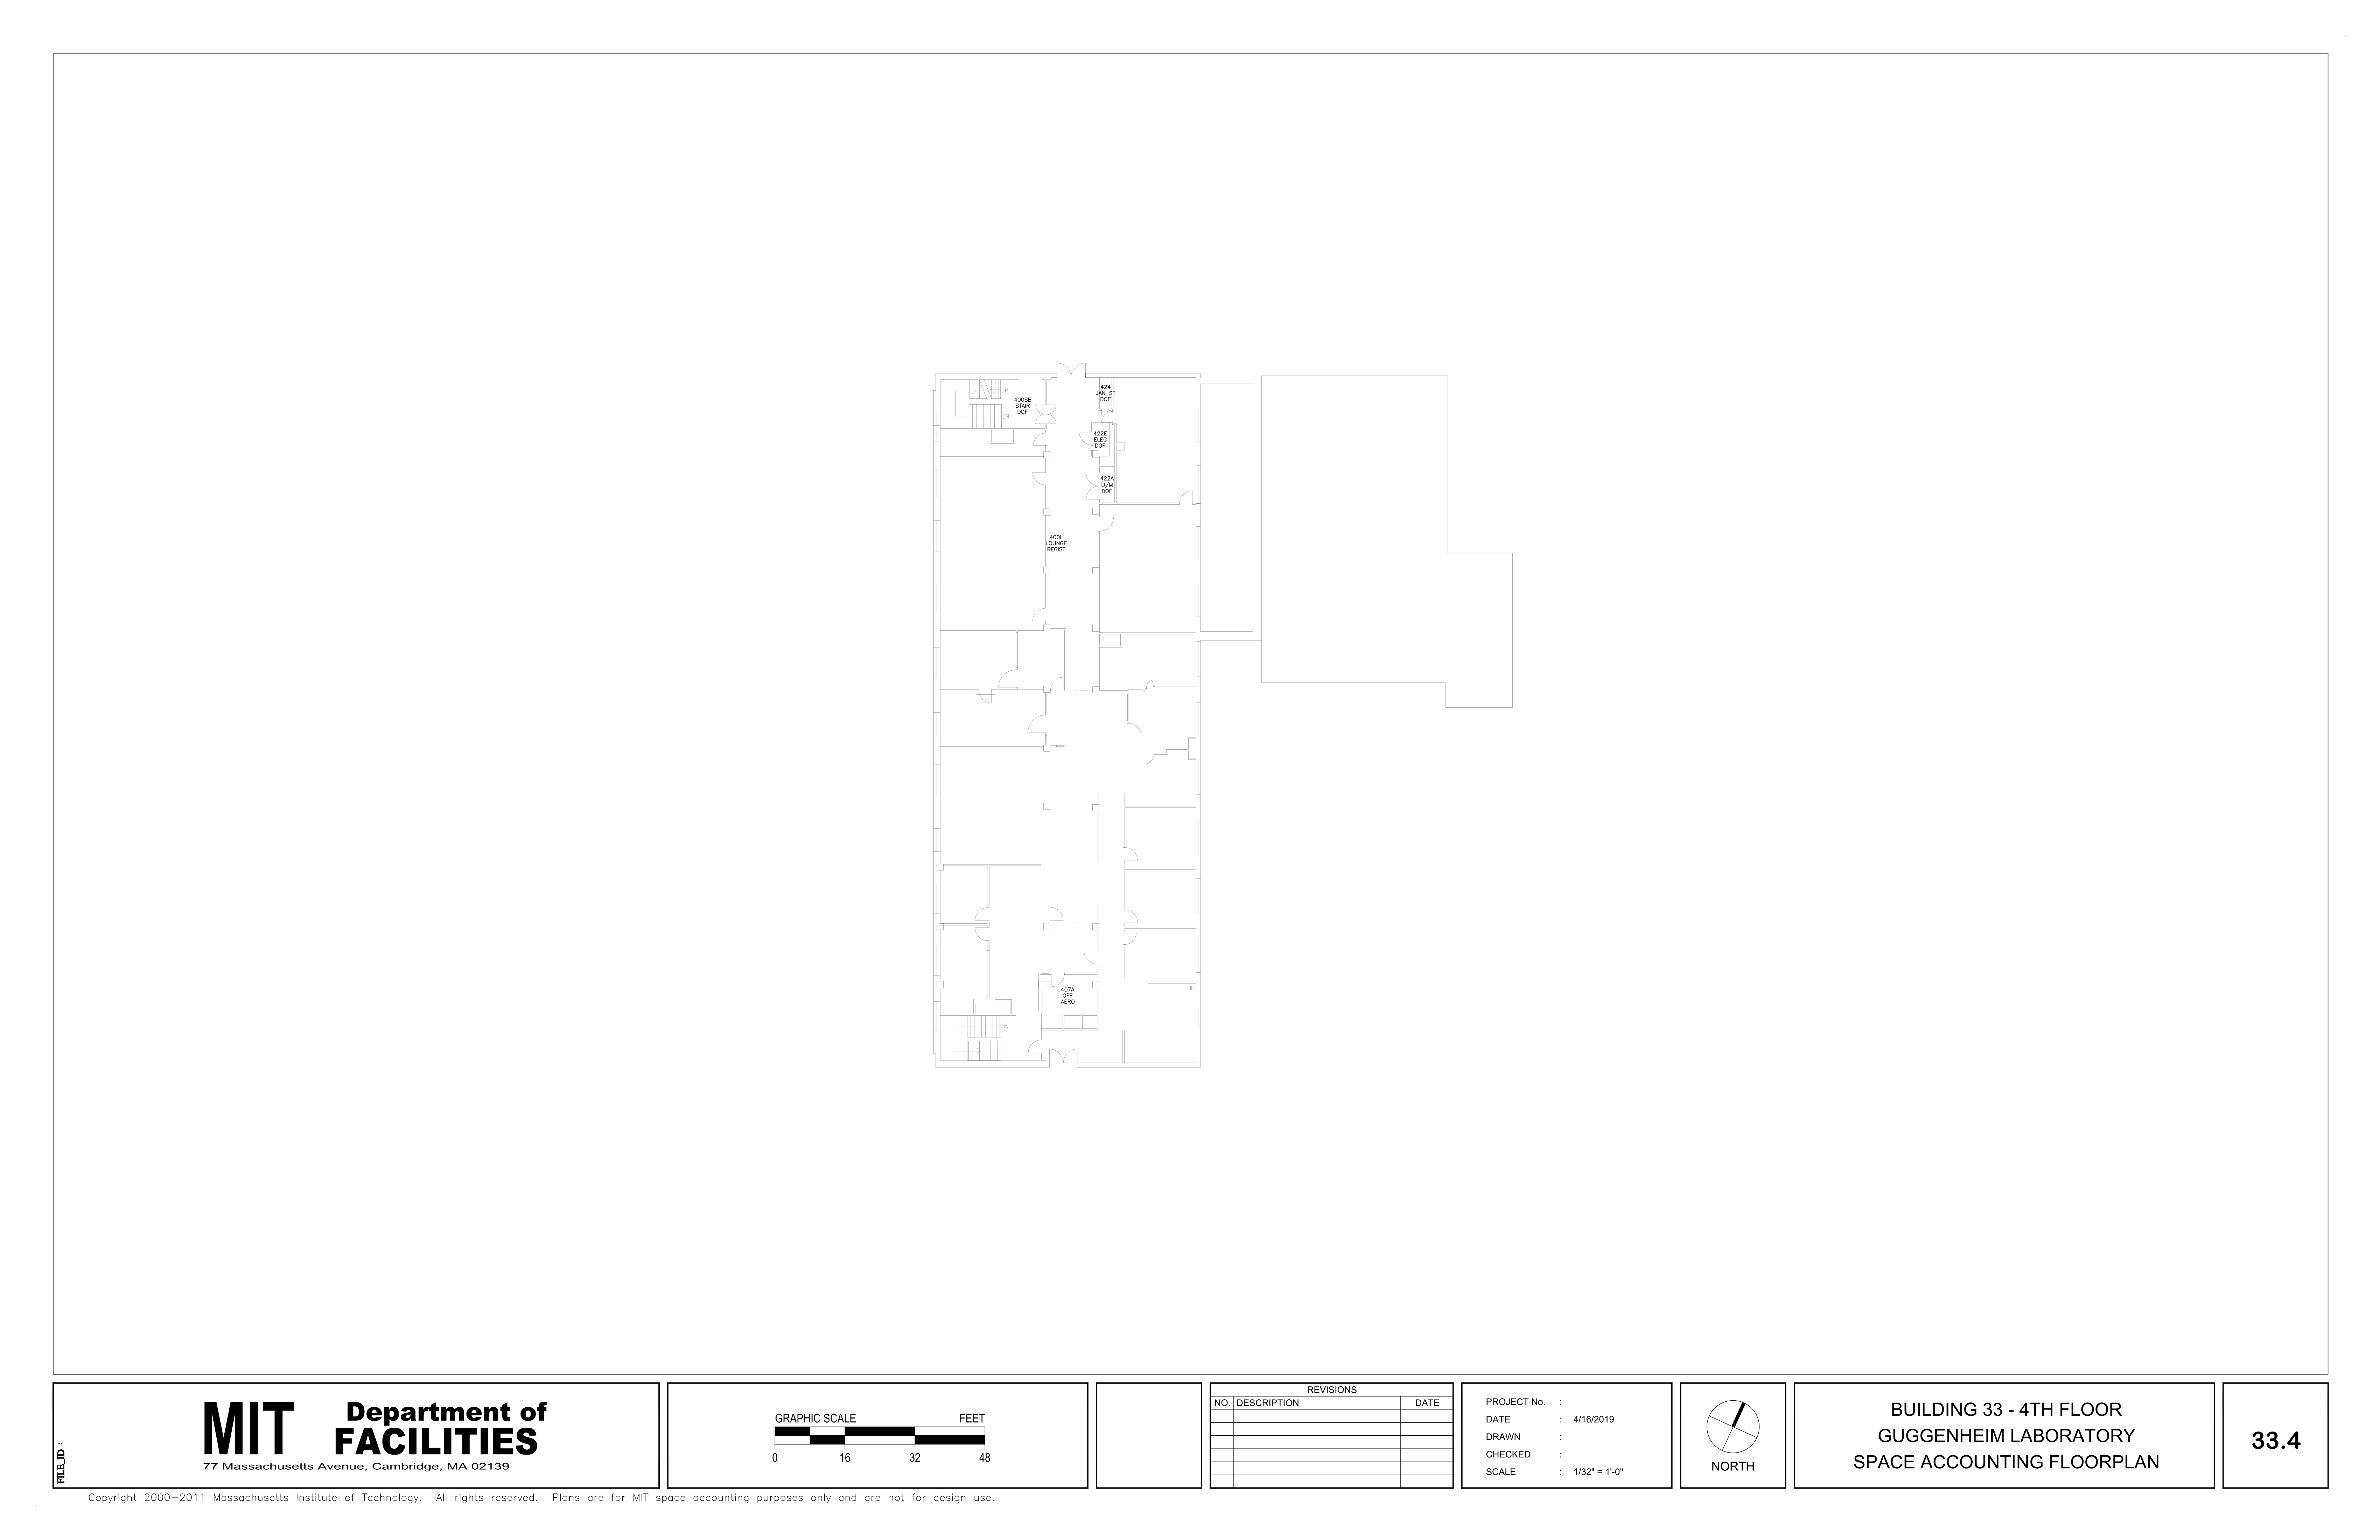 UP
400SB
STAIR
DOF
DN
424
JAN ST
DOF
422E
ELEC
DOF
422A
U/M
DOF
400L
LOUNGE
REGIST
UP
407A
OFF
AERO
DN
FILE_ID :
MIT
Department of
FACILITIES
77 Massachusetts Avenue, Cambridge, MA 02139
GRAPHIC SCALE FEET
0 16 32 48
REVISIONS
NO. DESCRIPTION DATE
PROJECT No. :
DATE : 4/16/2019
DRAWN :
CHECKED :
SCALE : 1/32" = 1'-0"
NORTH
BUILDING 33 - 4TH FLOOR
GUGGENHEIM LABORATORY
SPACE ACCOUNTING FLOORPLAN
33.4
Copyright 2000-2011 Massachusetts Institute of Technology. All rights reserved. Plans are for MIT space accounting purposes only and are not for design use.